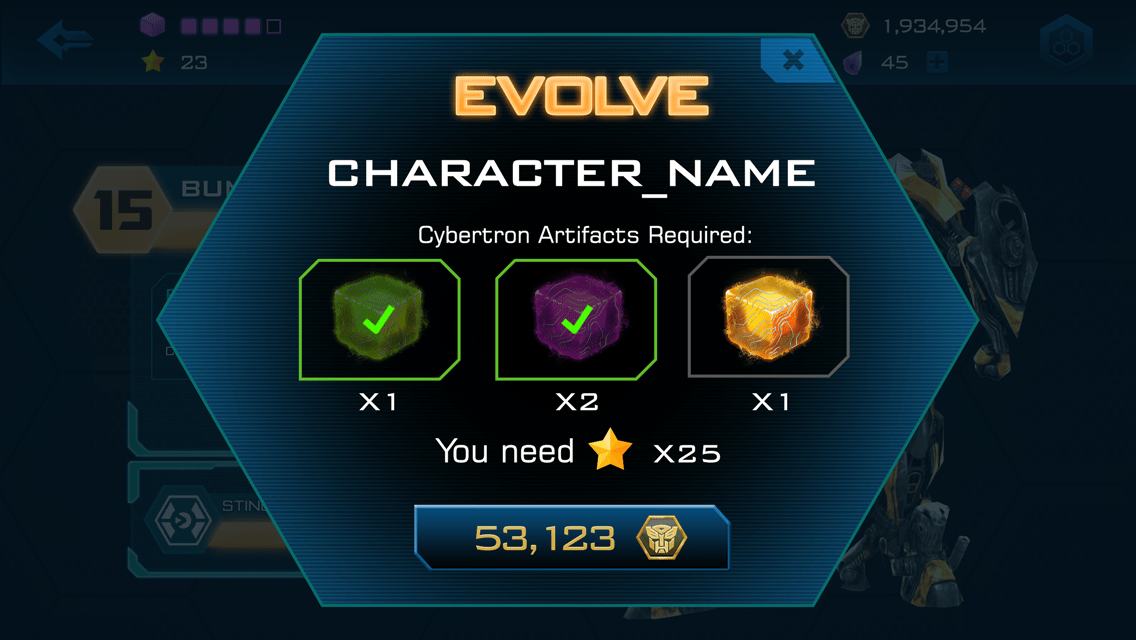 1,934,954
23
45
EVOLVE
CHARACTER_NAME
15
Cybertron Artifacts Required:
X1 X2 X1
You need X25
53,123